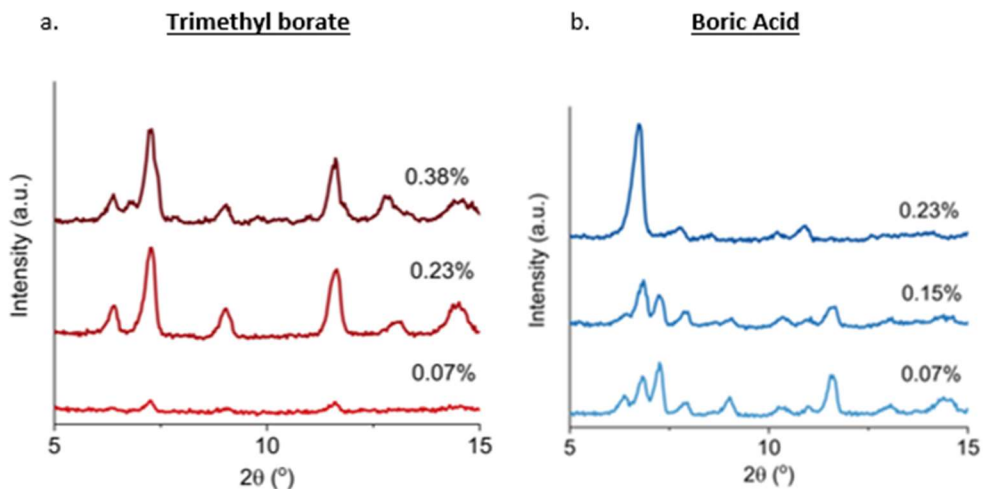 a. Trimethyl borate
Intensity (a.u.)
0.38%
0.23%
0.07%
5 10 15
2θ (°)
b. Boric Acid
Intensity (a.u.)
0.23%
0.15%
0.07%
5 10 15
2θ (°)